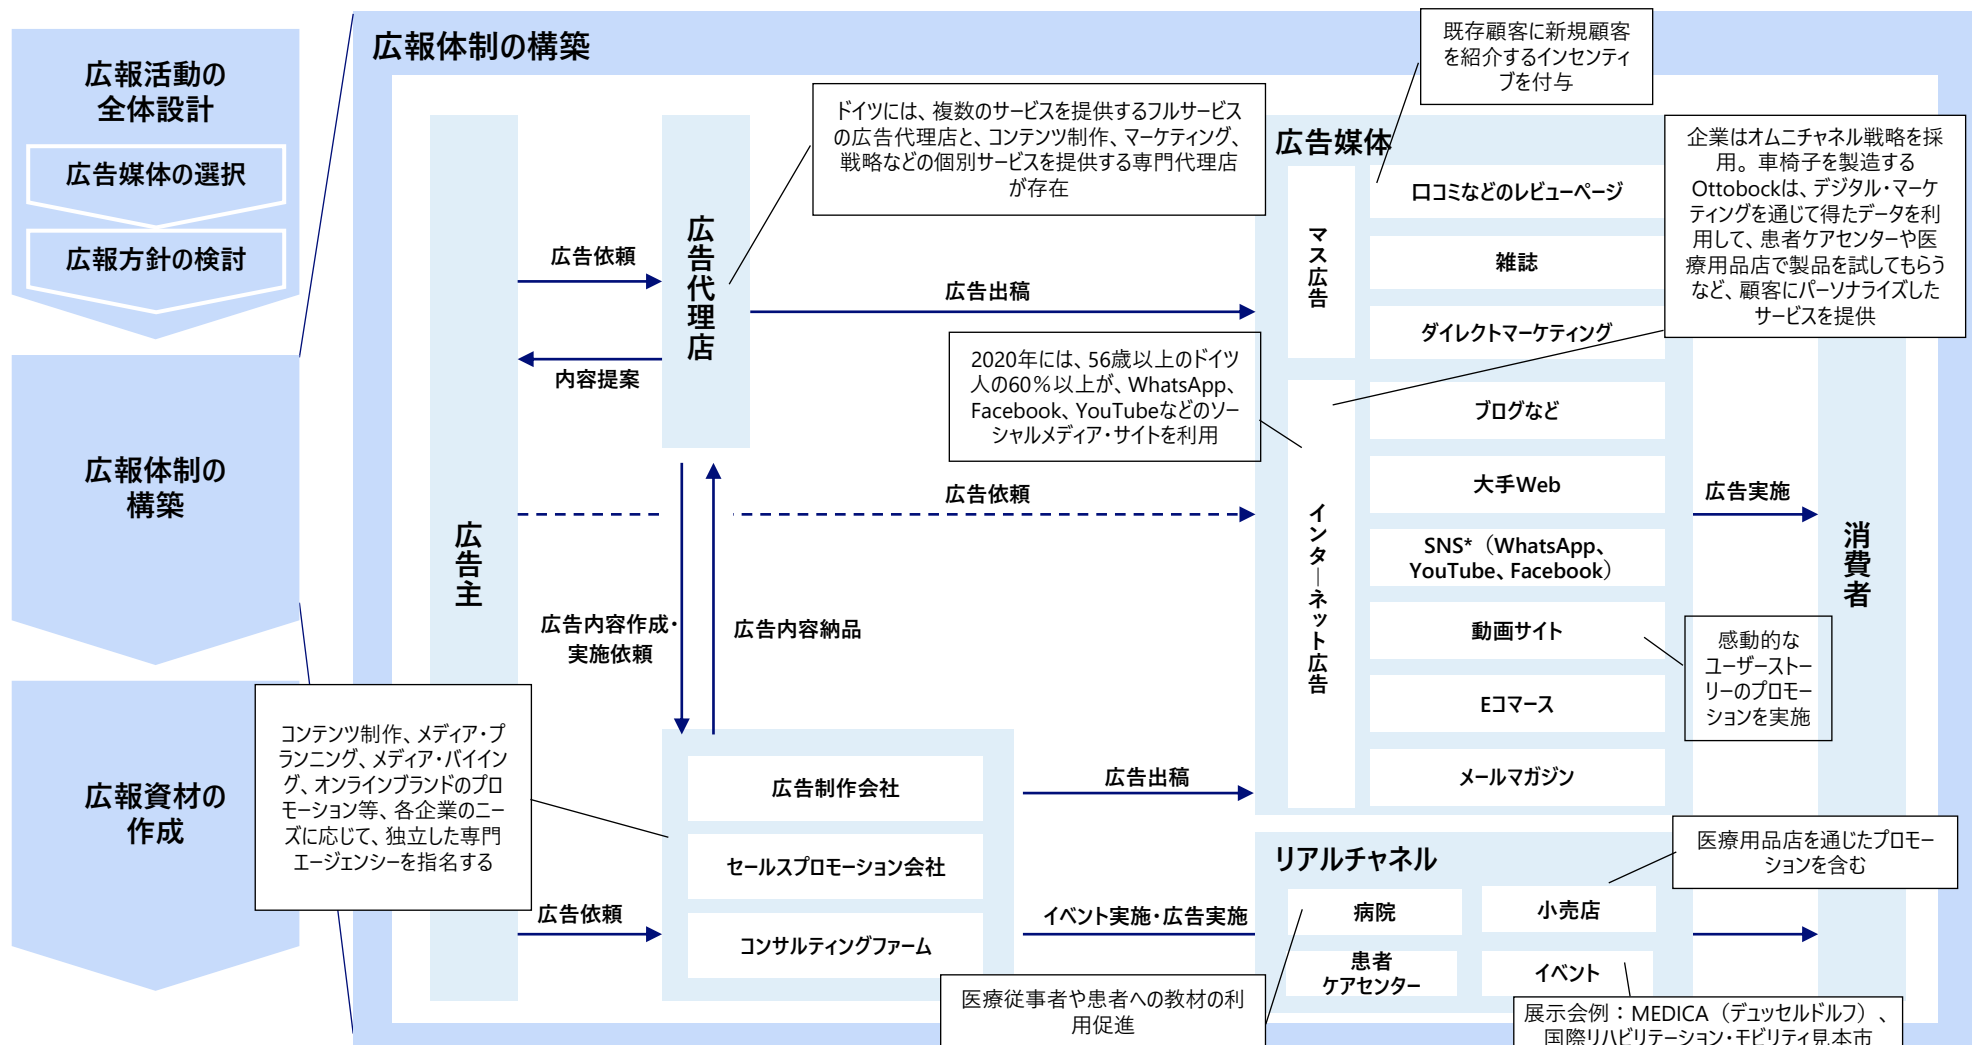 広報活動の
全体設計
広告媒体の選択
広報方針の検討
広報体制の
構築
広報資材の
作成
広報体制の構築
広告主
広告代理店
広告依頼
内容提案
ドイツには、複数のサービスを提供するフルサービス
の広告代理店と、コンテンツ制作、マーケティング、
戦略などの個別サービスを提供する専門代理店
が存在
広告出稿
広告依頼
広告内容作成・
実施依頼
広告内容納品
コンテンツ制作、メディア・プ
ランニング、メディア・バイイン
グ、オンラインブランドのプロ
モーション等、各企業のニー
ズに応じて、独立した専門
エージェンシーを指名する
広告依頼
広告制作会社
セールスプロモーション会社
コンサルティングファーム
広告出稿
イベント実施・広告実施
既存顧客に新規顧客
を紹介するインセンティ
ブを付与
広告媒体
マス広告
口コミなどのレビューページ
雑誌
ダイレクトマーケティング
企業はオムニチャネル戦略を採
用。車椅子を製造する
Ottobockは、デジタル・マーケ
ティングを通じて得たデータを利
用して、患者ケアセンターや医
療用品店で製品を試してもらう
など、顧客にパーソナライズした
サービスを提供
2020年には、56歳以上のドイツ
人の60%以上が、WhatsApp、
Facebook、YouTubeなどのソー
シャルメディア・サイトを利用
インターネット広告
ブログなど
大手Web
SNS*（WhatsApp、
YouTube、Facebook）
動画サイト
Eコマース
メールマガジン
広告実施
消費者
感動的な
ユーザーストー
リーのプロモー
ションを実施
リアルチャネル
病院
小売店
患者
ケアセンター
イベント
医療用品店を通じたプロモー
ションを含む
医療従事者や患者への教材の利
用促進
展示会例：MEDICA（デュッセルドルフ）、
国際リハビリテーション・モビリティ見本市